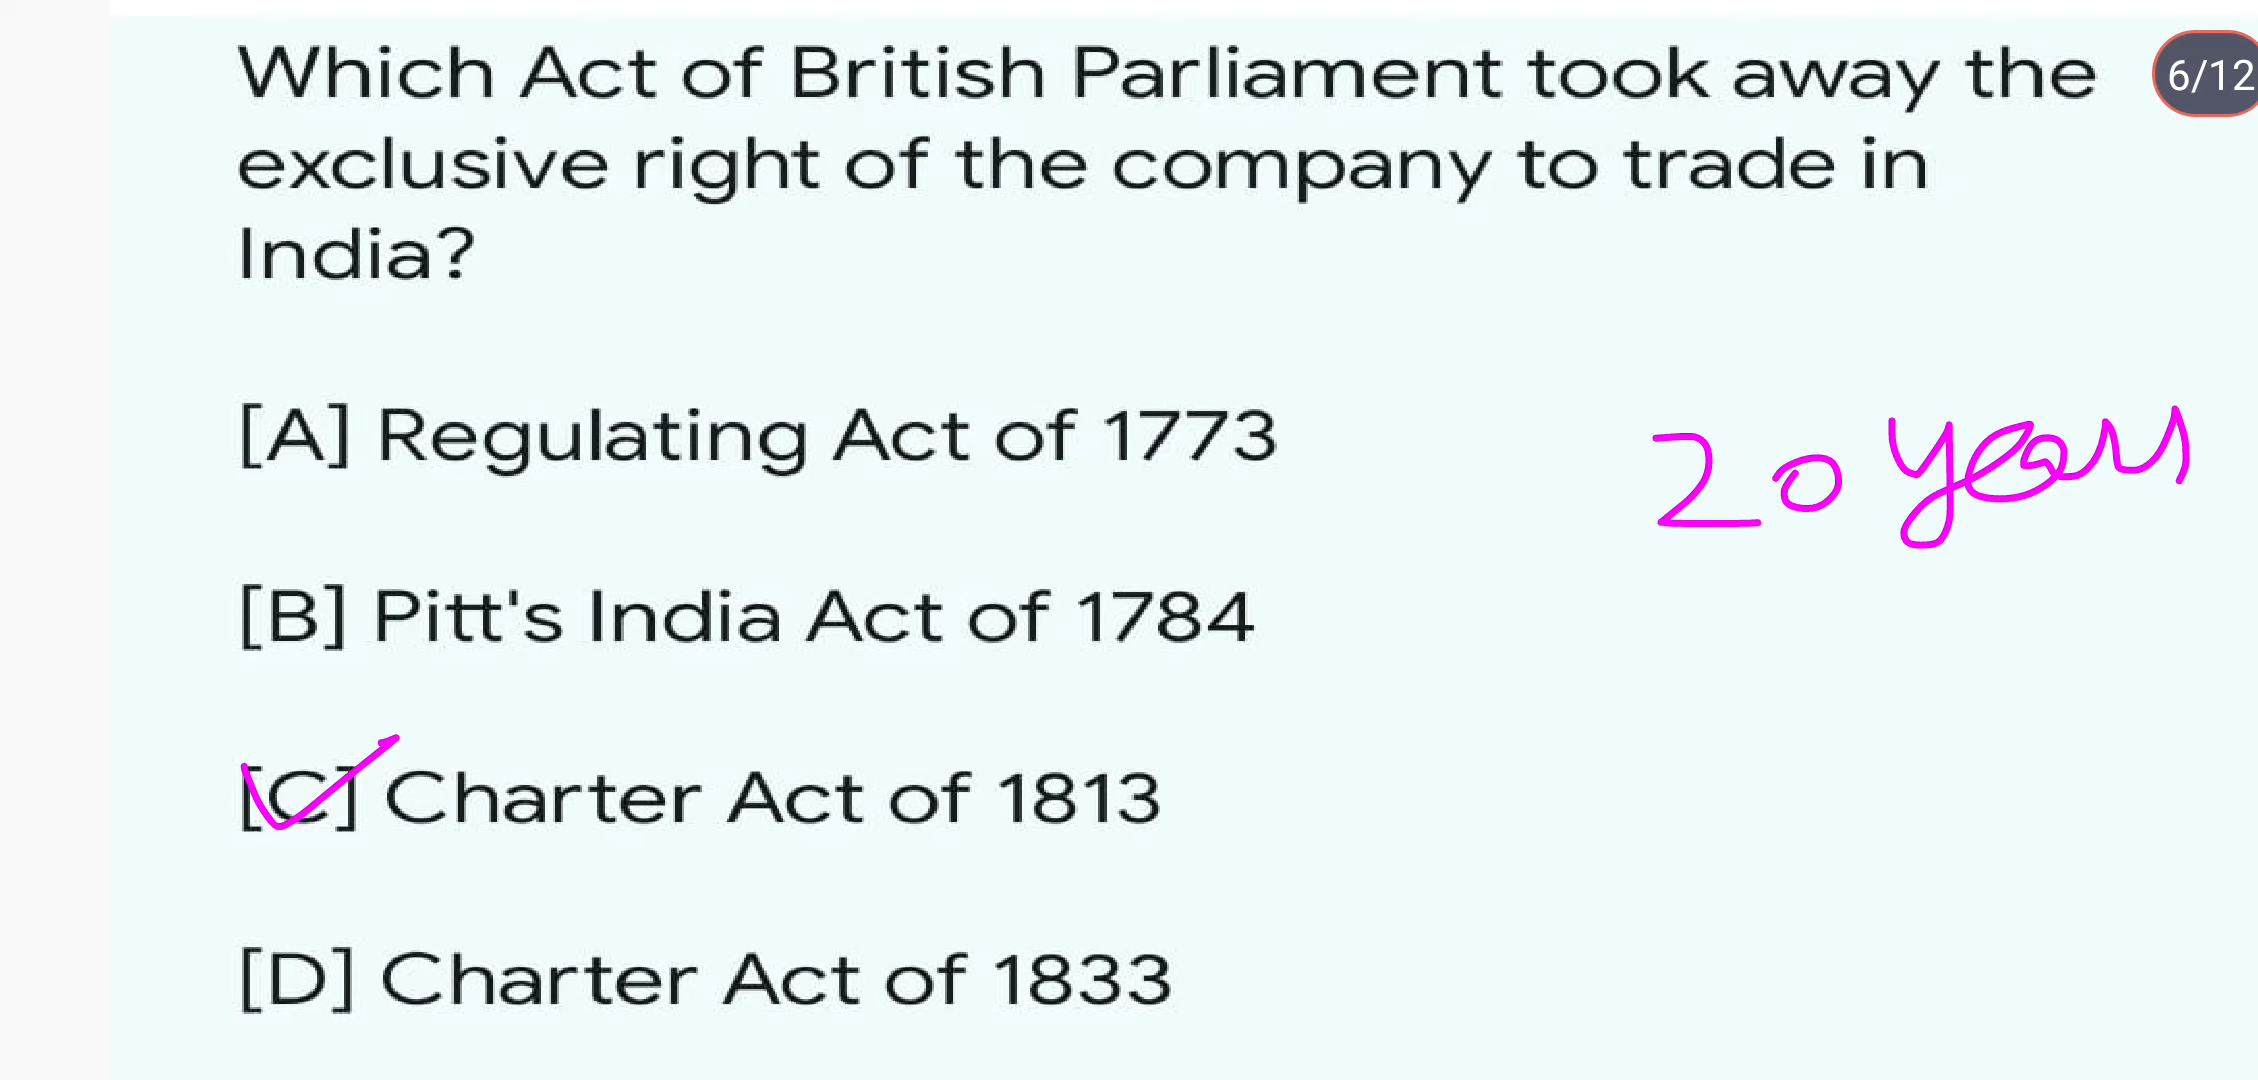 Which Act of British Parliament took away the
6/12
exclusive right of the company to trade in
India?
[A] Regulating Act of 1773
20 years
[B] Pitt's India Act of 1784
[C] Charter Act of 1813
[D] Charter Act of 1833